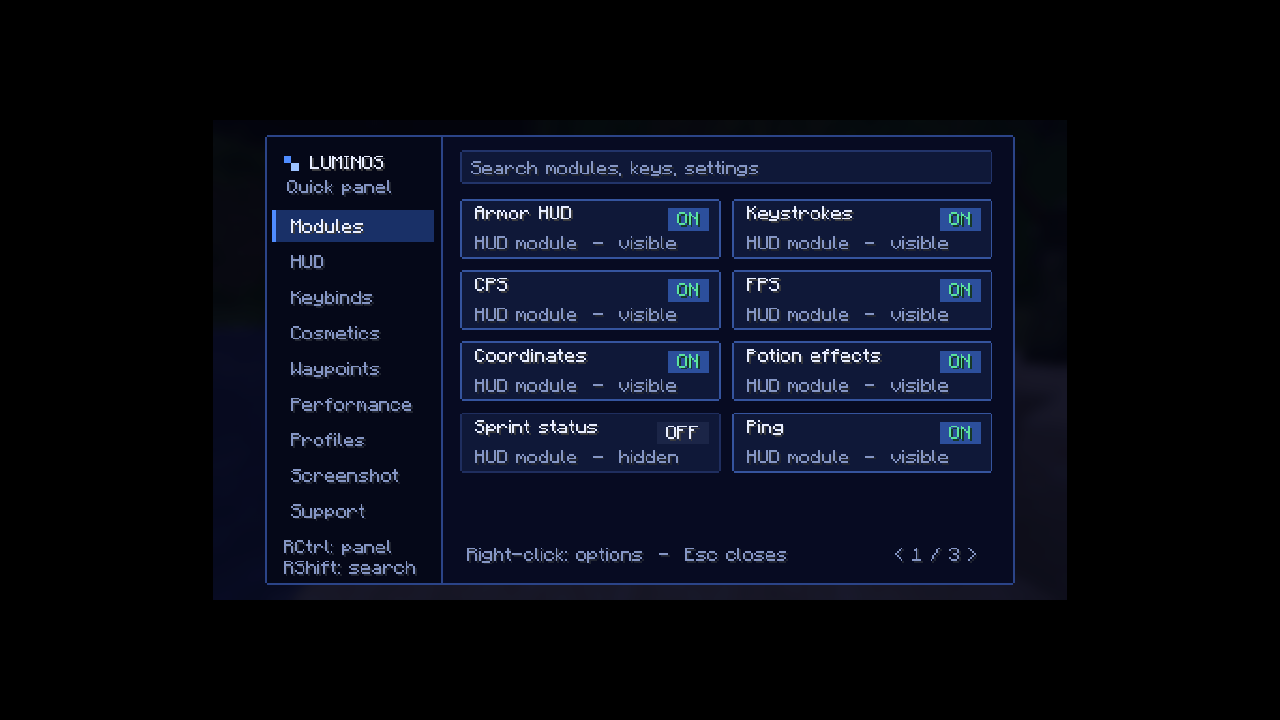 LUMINOS
Quick panel
Modules
HUD
Keybinds
Cosmetics
Waypoints
Performance
Profiles
Screenshot
Support
RCtrl: panel
RShift: search
Search modules, keys, settings
Armor HUD ON
HUD module - visible
Keystrokes ON
HUD module - visible
CPS ON
HUD module - visible
FPS ON
HUD module - visible
Coordinates ON
HUD module - visible
Potion effects ON
HUD module - visible
Sprint status OFF
HUD module - hidden
Ping ON
HUD module - visible
Right-click: options - Esc closes
< 1 / 3 >